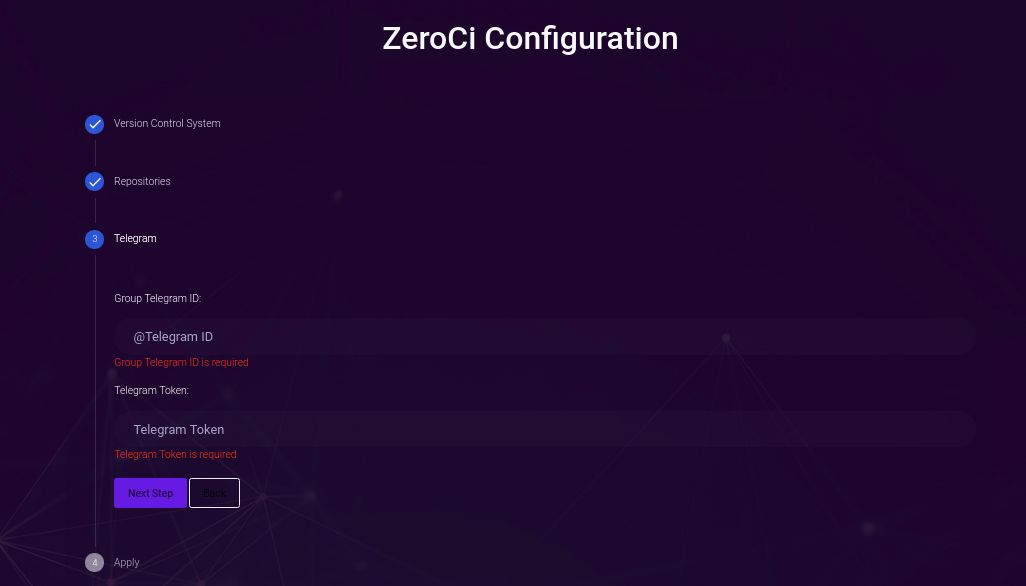 ZeroCi Configuration
Version Control System
Repositories
3 Telegram
Group Telegram ID:
@Telegram ID
Group Telegram ID is required
Telegram Token:
Telegram Token
Telegram Token is required
Next Step Back
4 Apply